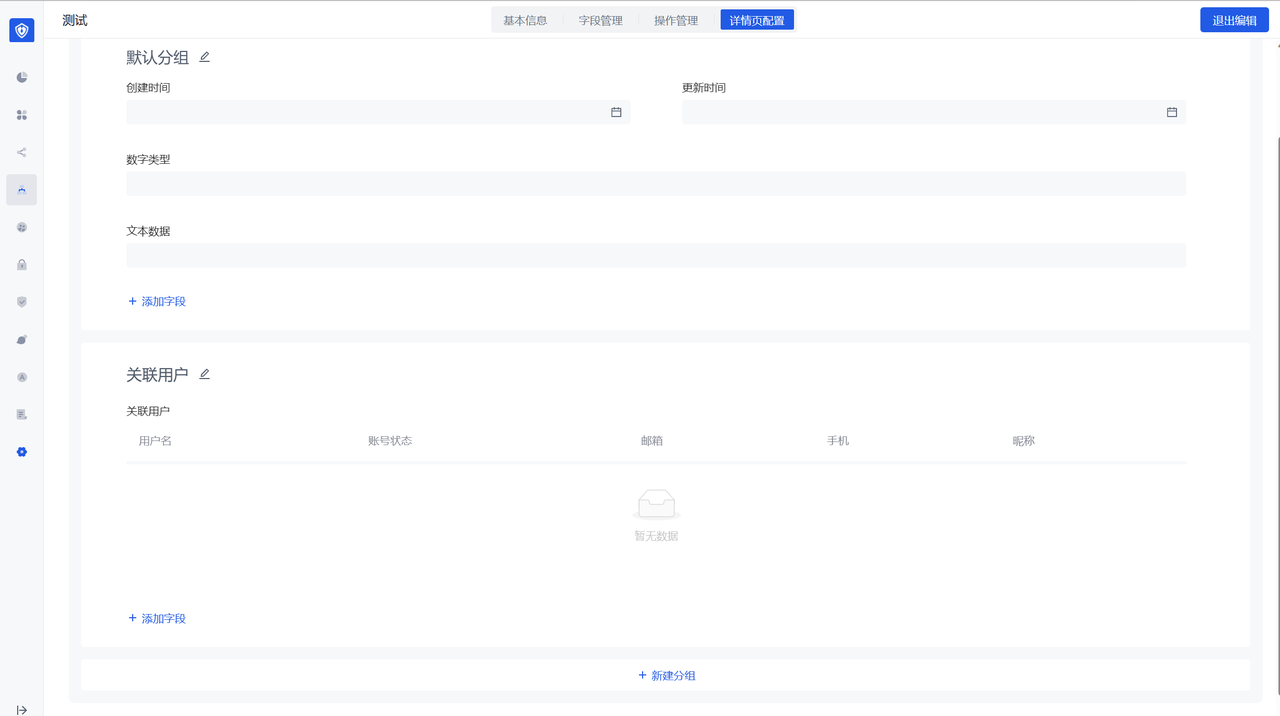 测试
基本信息 字段管理 操作管理 详情页配置
退出编辑
默认分组
创建时间 更新时间
数字类型
文本数据
+ 添加字段
关联用户
关联用户
用户名 账号状态 邮箱 手机 昵称
暂无数据
+ 添加字段
+ 新建分组